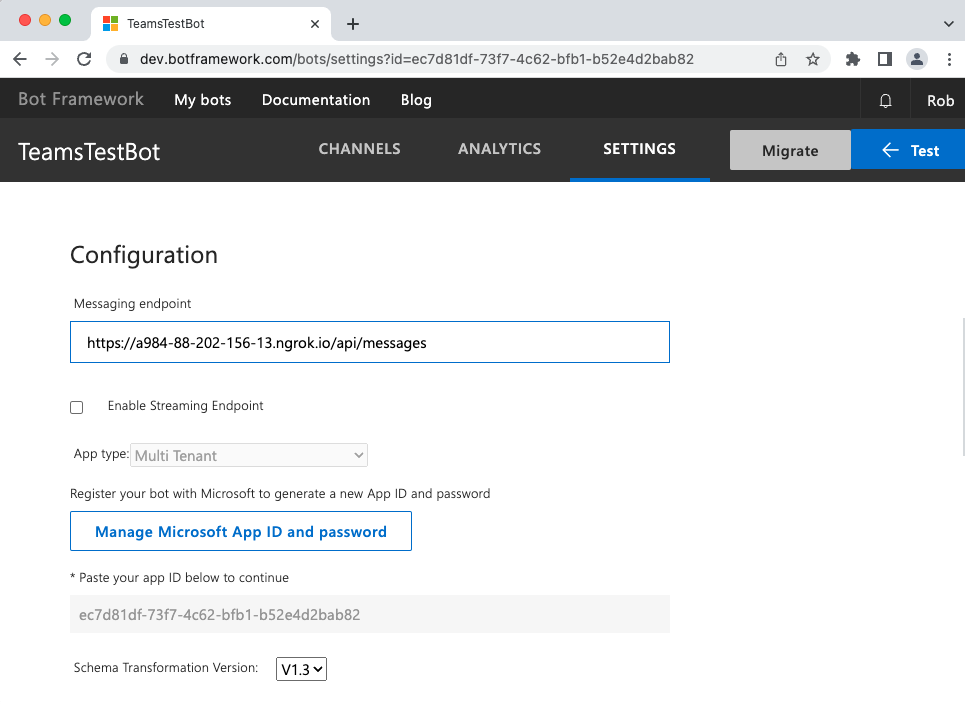 TeamsTestBot
dev.botframework.com/bots/settings?id=ec7d81df-73f7-4c62-bfb1-b52e4d2bab82
Bot Framework My bots Documentation Blog Rob
TeamsTestBot CHANNELS ANALYTICS SETTINGS Migrate Test
Configuration
Messaging endpoint
https://a984-88-202-156-13.ngrok.io/api/messages
Enable Streaming Endpoint
App type: Multi Tenant
Register your bot with Microsoft to generate a new App ID and password
Manage Microsoft App ID and password
* Paste your app ID below to continue
ec7d81df-73f7-4c62-bfb1-b52e4d2bab82
Schema Transformation Version: V1.3